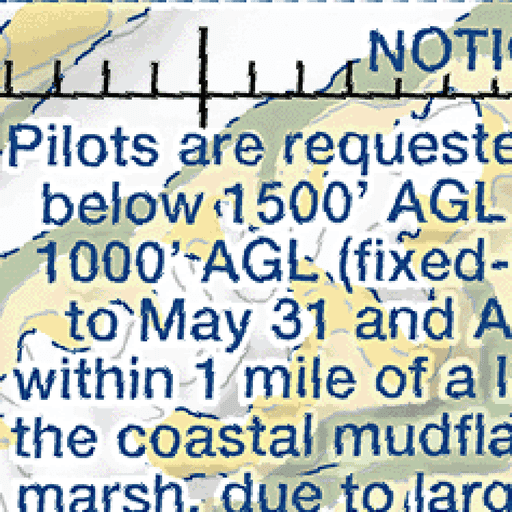 NOTI
Pilots are requeste
below 1500' AGL
1000' AGL (fixed-
to May 31 and A
within 1 mile of a l
the coastal mudfla
marsh, due to larg